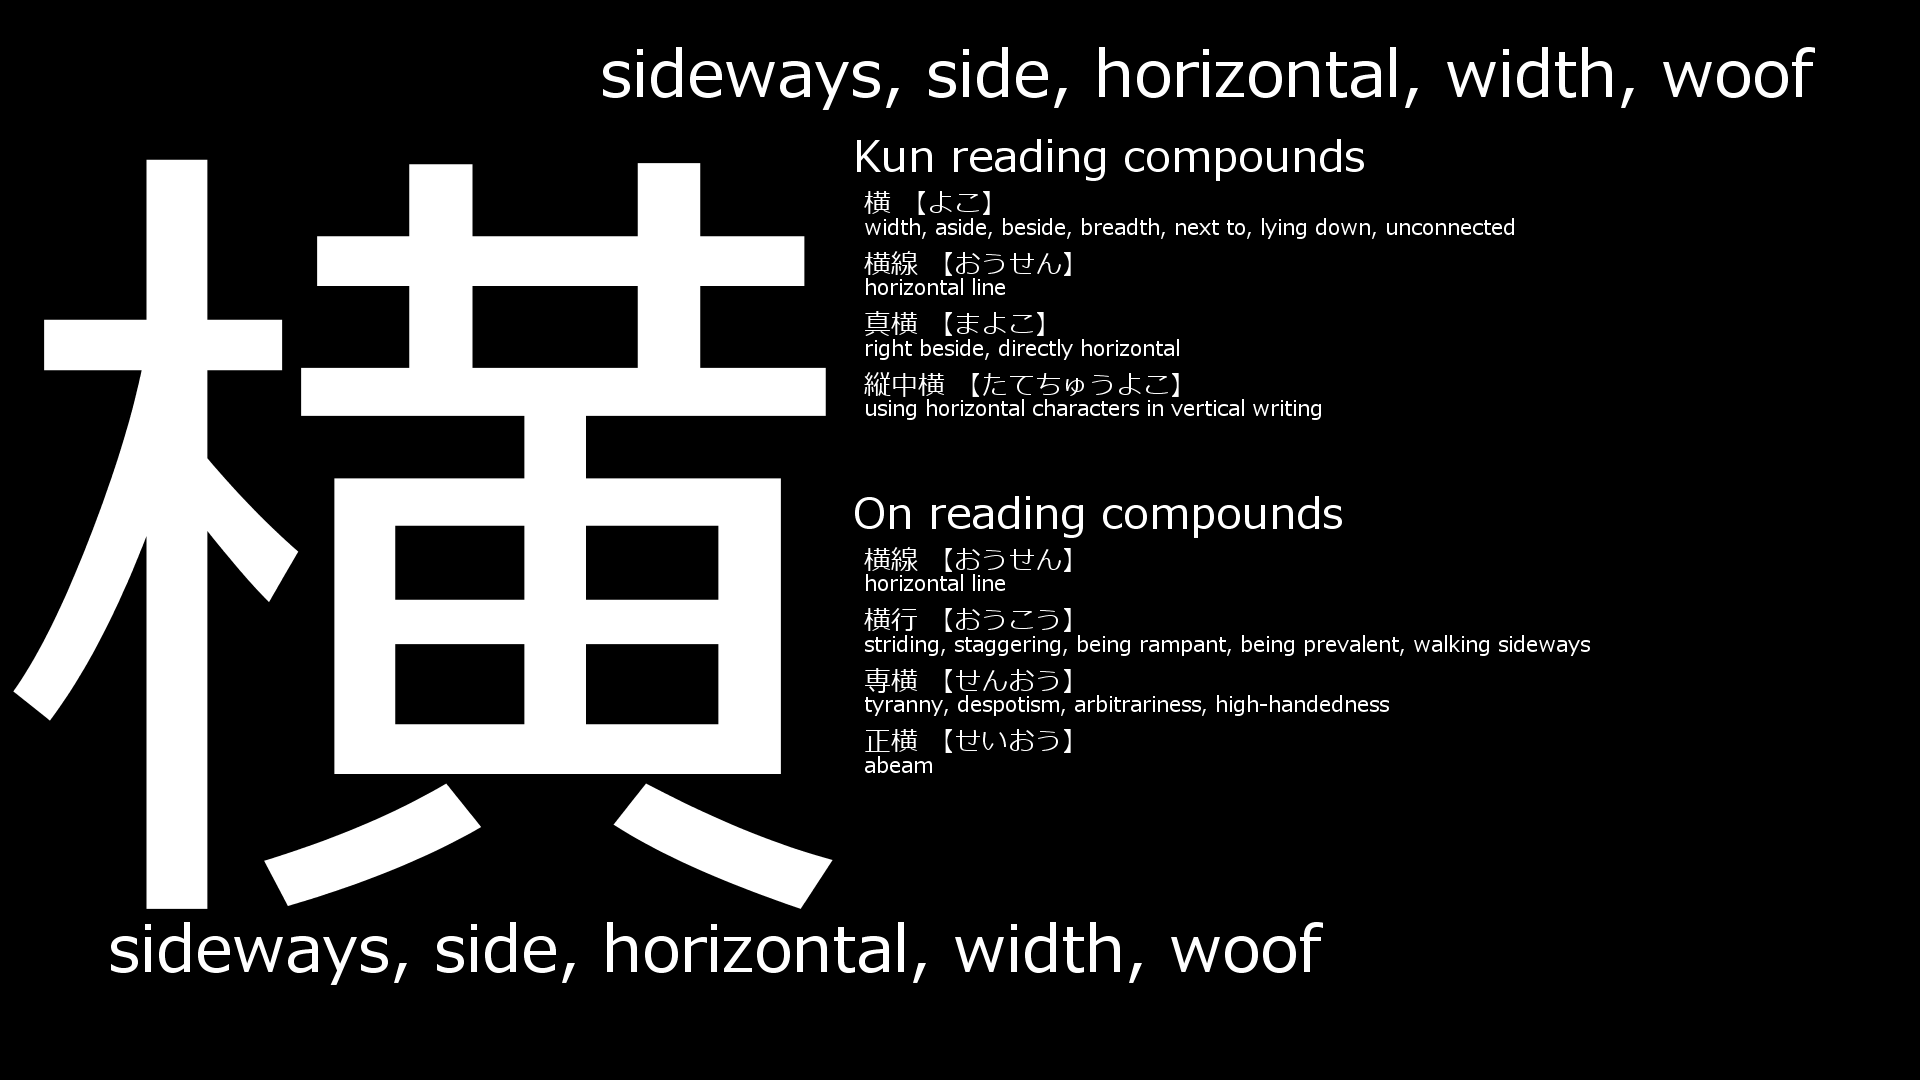 sideways, side, horizontal, width, woof
横
Kun reading compounds
横 【よこ】
width, aside, beside, breadth, next to, lying down, unconnected
横線 【おうせん】
horizontal line
真横 【まよこ】
right beside, directly horizontal
縦中横 【たてちゅうよこ】
using horizontal characters in vertical writing
On reading compounds
横線 【おうせん】
horizontal line
横行 【おうこう】
striding, staggering, being rampant, being prevalent, walking sideways
専横 【せんおう】
tyranny, despotism, arbitrariness, high-handedness
正横 【せいおう】
abeam
sideways, side, horizontal, width, woof